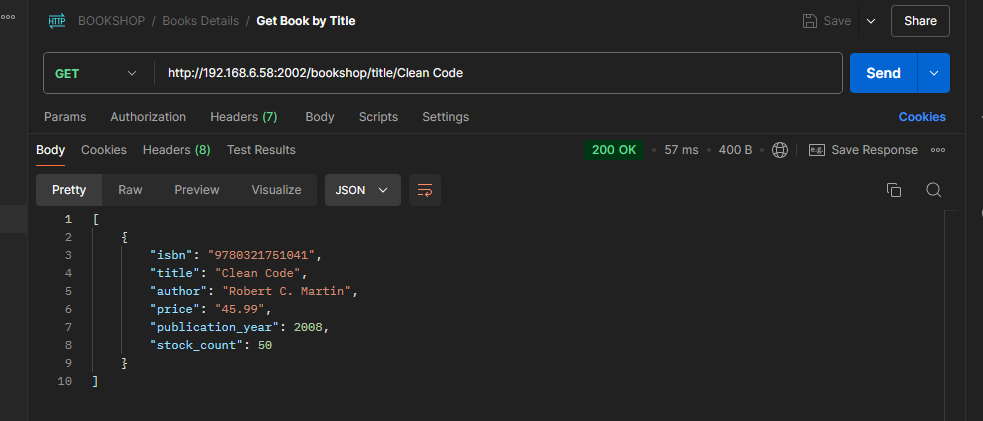 HTTP BOOKSHOP / Books Details / Get Book by Title Save Share
GET http://192.168.6.58:2002/bookshop/title/Clean Code Send
Params Authorization Headers (7) Body Scripts Settings Cookies
Body Cookies Headers (8) Test Results 200 OK • 57 ms • 400 B • e.g. Save Response
Pretty Raw Preview Visualize JSON
1 [
2 {
3 "isbn": "9780321751041",
4 "title": "Clean Code",
5 "author": "Robert C. Martin",
6 "price": "45.99",
7 "publication_year": 2008,
8 "stock_count": 50
9 }
10 ]